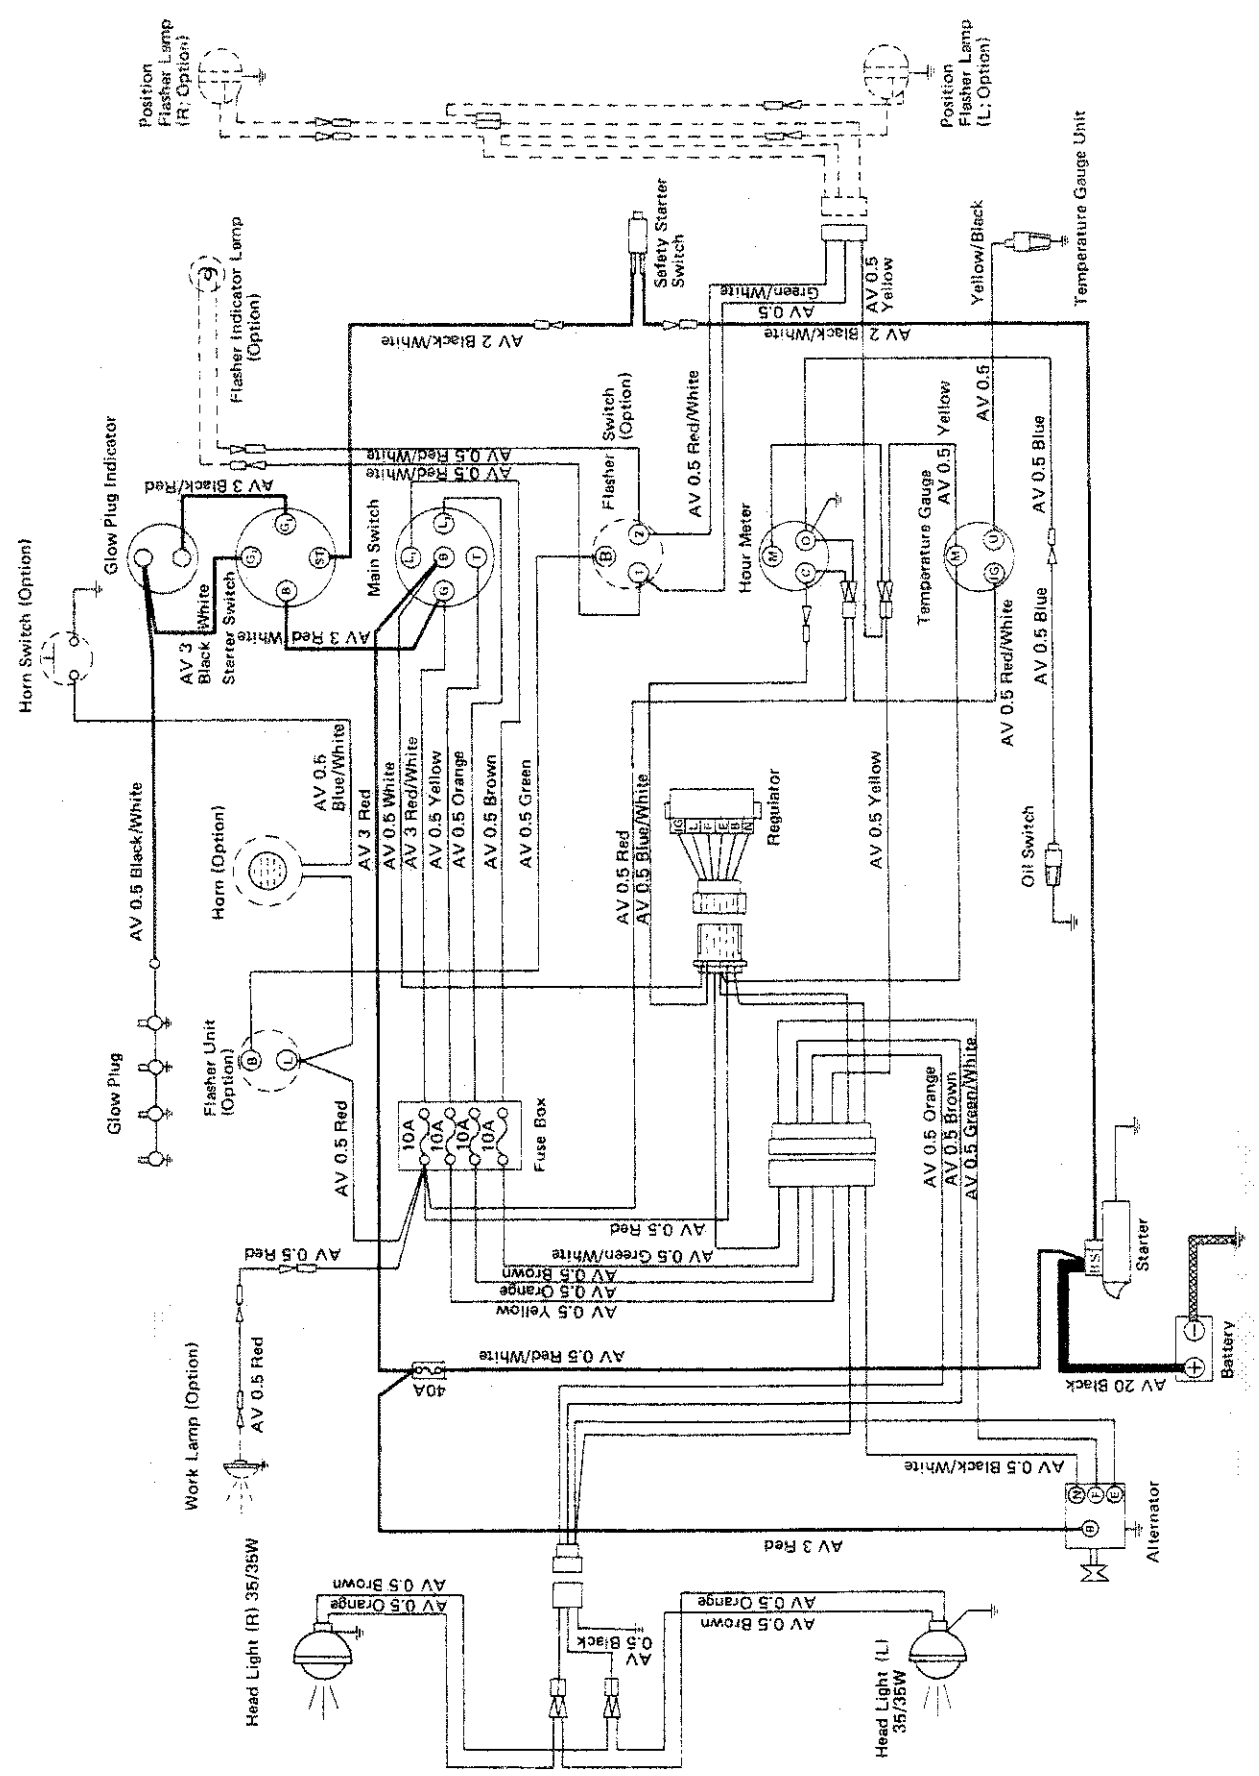 Position
Flasher Lamp
(R; Option)
Position
Flasher Lamp
(L; Option)
Flasher Indicator Lamp
(Option)
Safety Starter
Switch
Temperature Gauge Unit
Yellow/Black
AV 0.5
Green/White
AV 0.5
AV 0.5
Yellow
AV 2 Black/White
AV 2 Black/White
Glow Plug Indicator
AV 3 Black/Red
AV 0.5 Red/White
AV 0.5 Red/White
Flasher Switch
(Option)
AV 0.5 Red/White
AV 0.5 Yellow
AV 0.5 Blue
Horn Switch (Option)
AV 3
Black White
Starter Switch
G1
G2
B
ST
AV 3 Red/White
Main Switch
L1
L2
B
T
G
B
1
2
Hour Meter
M
O
C
Temperature Gauge
M
U
IG
AV 0.5 Red/White
AV 0.5 Blue
AV 0.5 Black/White
Horn (Option)
AV 0.5
Blue/White
AV 3 Red
AV 0.5 White
AV 3 Red/White
AV 0.5 Yellow
AV 0.5 Orange
AV 0.5 Brown
AV 0.5 Green
AV 0.5 Red
AV 0.5 Blue/White
IG
L
F
E
B
N
Regulator
AV 0.5 Yellow
Oil Switch
Glow Plug
Flasher Unit
(Option)
B
L
AV 0.5 Red
10A
10A
10A
10A
Fuse Box
AV 0.5 Orange
AV 0.5 Brown
AV 0.5 Green/White
AV 0.5 Red
AV 0.5 Red
AV 0.5 Green/White
AV 0.5 Brown
AV 0.5 Orange
AV 0.5 Yellow
Starter
Work Lamp (Option)
AV 0.5 Red
40A
AV 0.5 Red/White
AV 20 Black
Battery
AV 0.5 Black/White
N
F
E
B
Alternator
AV 3 Red
Head Light (R) 35/35W
AV 0.5 Brown
AV 0.5 Orange
AV
0.5 Black
AV 0.5 Orange
AV 0.5 Brown
Head Light (L)
35/35W